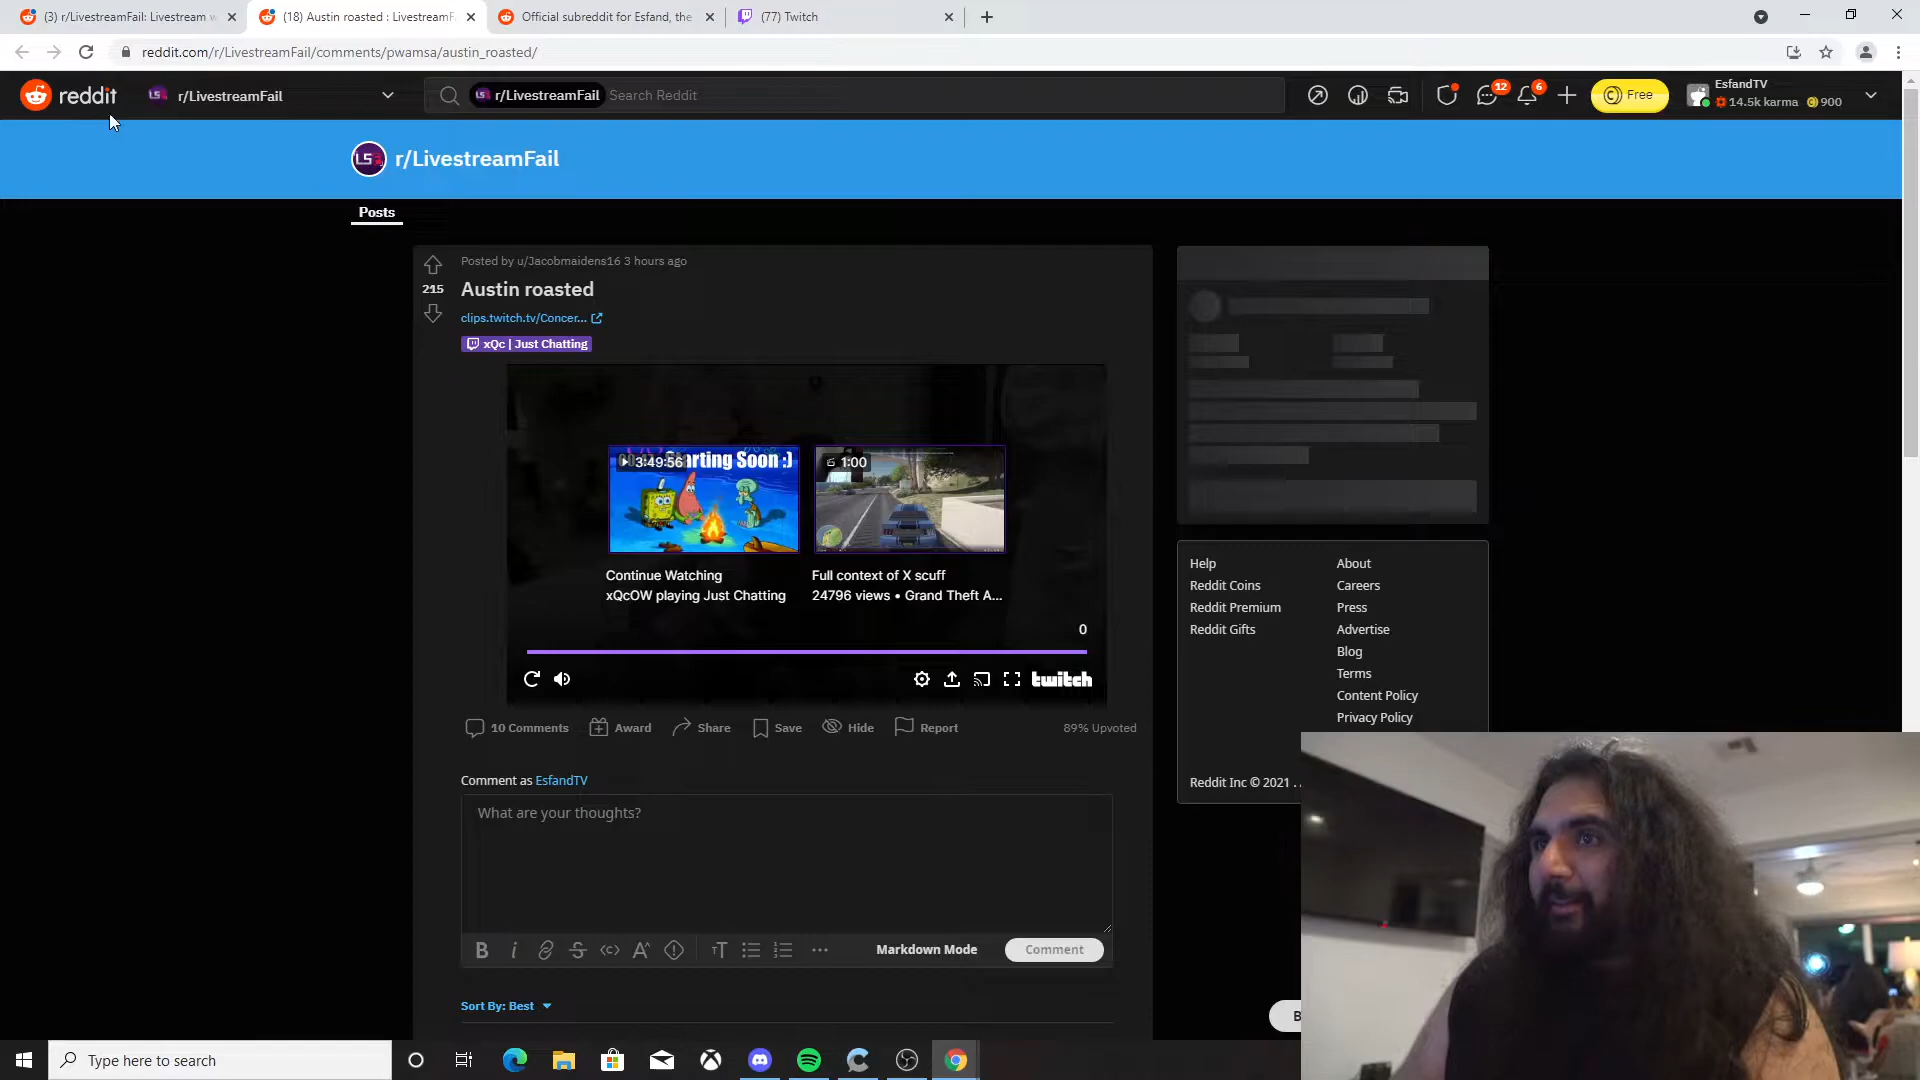 (3) r/LivestreamFail: Livestream w
(18) Austin roasted : LivestreamF
Official subreddit for Esfand, the
(77) Twitch
reddit.com/r/LivestreamFail/comments/pwamsa/austin_roasted/
reddit
r/LivestreamFail
r/LivestreamFail
Search Reddit
12
6
Free
EsfandTV
14.5k karma
900
r/LivestreamFail
Posts
Posted by u/Jacobmaidens16 3 hours ago
215
Austin roasted
clips.twitch.tv/Concer...
xQc | Just Chatting
3:49:56
arting Soon :)
1:00
Continue Watching
xQcOW playing Just Chatting
Full context of X scuff
24796 views • Grand Theft A...
0
twitch
10 Comments
Award
Share
Save
Hide
Report
89% Upvoted
Comment as EsfandTV
What are your thoughts?
Markdown Mode
Comment
Sort By: Best
Help
About
Reddit Coins
Careers
Reddit Premium
Press
Reddit Gifts
Advertise
Blog
Terms
Content Policy
Privacy Policy
Reddit Inc © 2021 .
B
Type here to search